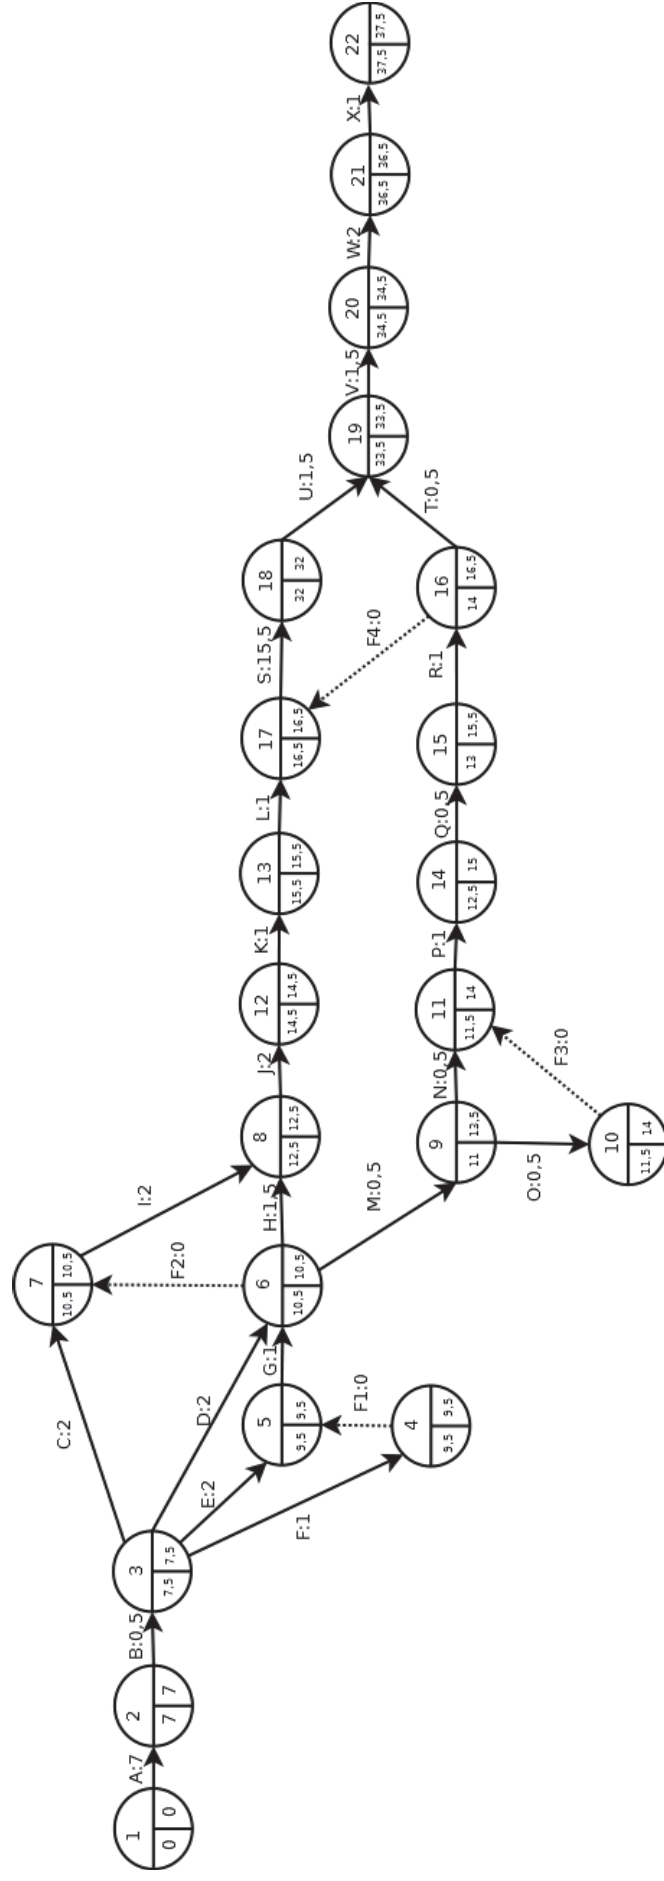 1
0 0
A:7
2
7 7
B:0,5
3
7,5 7,5
C:2
D:2
E:2
F:1
4
9,5 9,5
F1:0
5
9,5 9,5
G:1
6
10,5 10,5
F2:0
7
10,5 10,5
I:2
H:1,5
M:0,5
8
12,5 12,5
J:2
9
11 13,5
N:0,5
O:0,5
10
11,5 14
F3:0
11
11,5 14
12
14,5 14,5
K:1
P:1
13
15,5 15,5
L:1
14
12,5 15
Q:0,5
15
13 15,5
R:1
17
16,5 16,5
F4:0
16
14 16,5
S:15,5
18
32 32
U:1,5
T:0,5
19
33,5 33,5
V:1,5
20
34,5 34,5
W:2
21
36,5 36,5
X:1
22
37,5 37,5